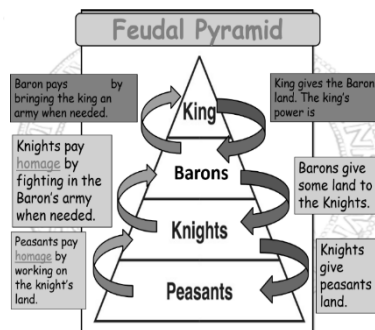 Feudal Pyramid
Baron pays by
bringing the king an
army when needed.
King gives the Baron
land. The king's
power is
King
Knights pay
homage by
fighting in the
Baron's army
when needed.
Barons
Barons give
some land to
the Knights.
Knights
Peasants pay
homage by
working on
the knight's
land.
Knights
give
peasants
land.
Peasants